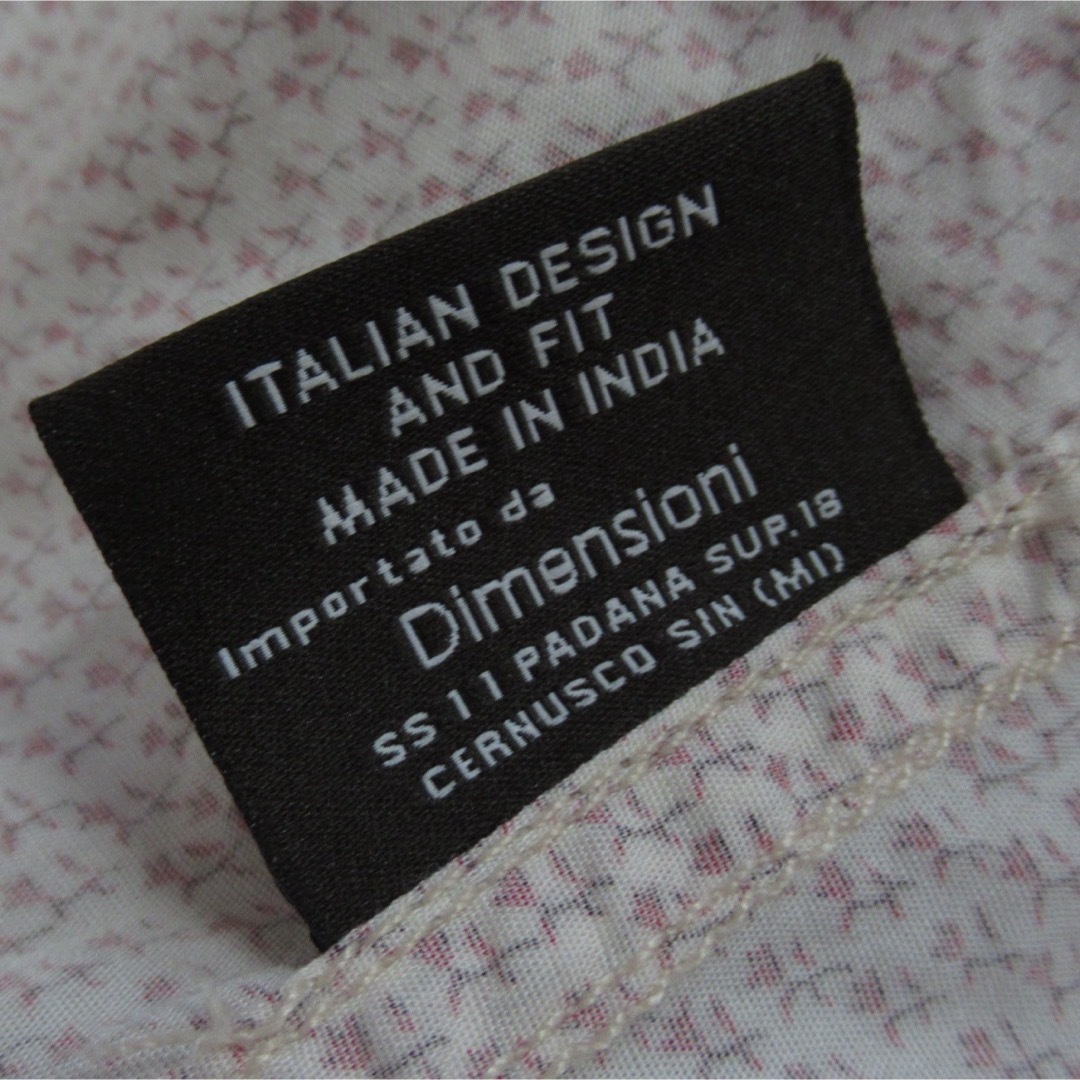 ITALIAN DESIGN
AND FIT
MADE IN INDIA
Importato da
Dimensioni
SS 11 PADANA SUP.18
CERNUSCO SIN (MI)